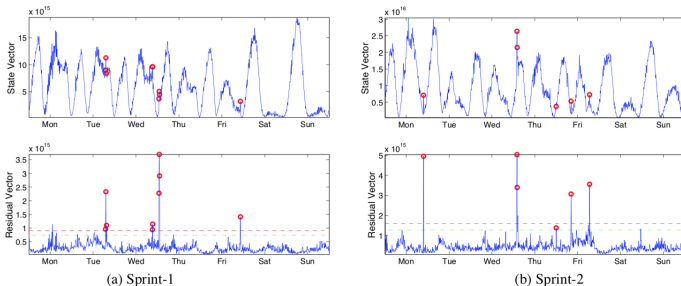 x 10^15
x 10^16
State Vector
15
10
5
Mon Tue Wed Thu Fri Sat Sun
State Vector
3
2.5
2
1.5
1
0.5
Mon Tue Wed Thu Fri Sat Sun
x 10^15
x 10^15
Residual Vector
3.5
3
2.5
2
1.5
1
0.5
Mon Tue Wed Thu Fri Sat Sun
Residual Vector
5
4
3
2
1
Mon Tue Wed Thu Fri Sat Sun
(a) Sprint-1
(b) Sprint-2